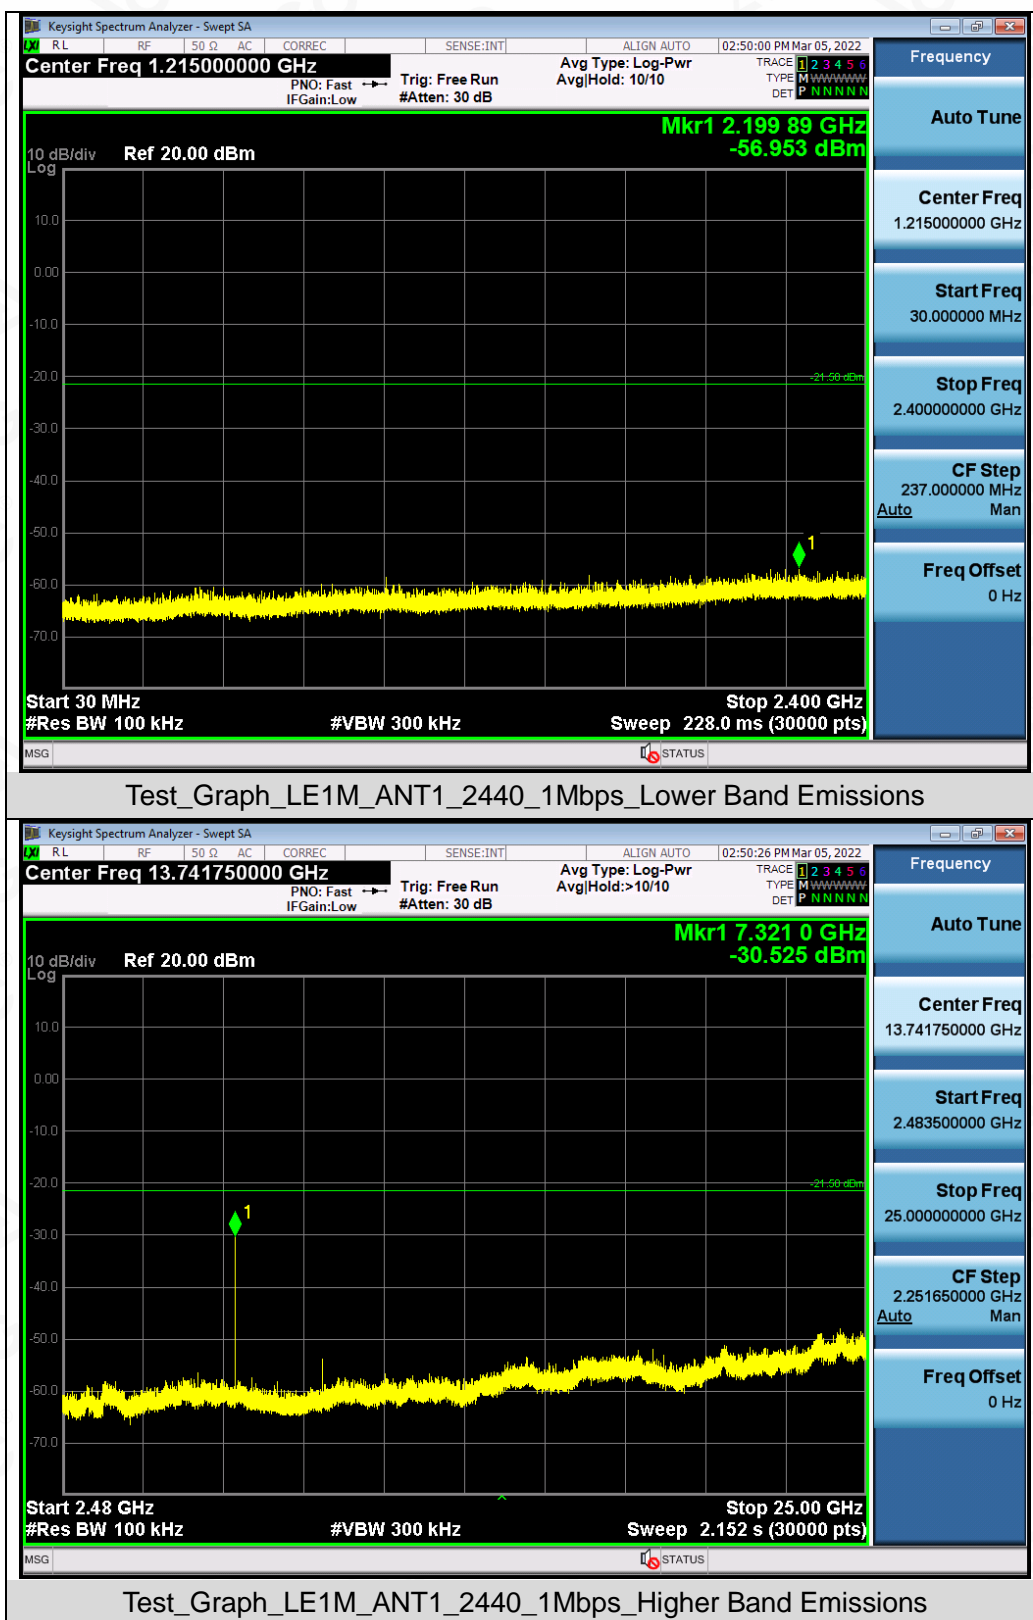 Keysight Spectrum Analyzer - Swept SA
LXI RL RF 50 Ω AC CORREC SENSE:INT ALIGN AUTO 02:50:00 PM Mar 05, 2022
Center Freq 1.215000000 GHz
PNO: Fast
IFGain:Low
Trig: Free Run
#Atten: 30 dB
Avg Type: Log-Pwr
Avg|Hold: 10/10
TRACE 1 2 3 4 5 6
TYPE M WWWWW
DET P N N N N N
Mkr1 2.199 89 GHz
-56.953 dBm
10 dB/div Ref 20.00 dBm
Log
10.0
0.00
-10.0
-20.0
-21.50 dBm
-30.0
-40.0
-50.0
1
-60.0
-70.0
Start 30 MHz Stop 2.400 GHz
#Res BW 100 kHz #VBW 300 kHz Sweep 228.0 ms (30000 pts)
MSG STATUS
Frequency
Auto Tune
Center Freq
1.215000000 GHz
Start Freq
30.000000 MHz
Stop Freq
2.400000000 GHz
CF Step
237.000000 MHz
Auto Man
Freq Offset
0 Hz
Test_Graph_LE1M_ANT1_2440_1Mbps_Lower Band Emissions
Keysight Spectrum Analyzer - Swept SA
LXI RL RF 50 Ω AC CORREC SENSE:INT ALIGN AUTO 02:50:26 PM Mar 05, 2022
Center Freq 13.741750000 GHz
PNO: Fast
IFGain:Low
Trig: Free Run
#Atten: 30 dB
Avg Type: Log-Pwr
Avg|Hold:>10/10
TRACE 1 2 3 4 5 6
TYPE M WWWWW
DET P N N N N N
Mkr1 7.321 0 GHz
-30.525 dBm
10 dB/div Ref 20.00 dBm
Log
10.0
0.00
-10.0
-20.0
-21.50 dBm
1
-30.0
-40.0
-50.0
-60.0
-70.0
Start 2.48 GHz Stop 25.00 GHz
#Res BW 100 kHz #VBW 300 kHz Sweep 2.152 s (30000 pts)
MSG STATUS
Frequency
Auto Tune
Center Freq
13.741750000 GHz
Start Freq
2.483500000 GHz
Stop Freq
25.000000000 GHz
CF Step
2.251650000 GHz
Auto Man
Freq Offset
0 Hz
Test_Graph_LE1M_ANT1_2440_1Mbps_Higher Band Emissions